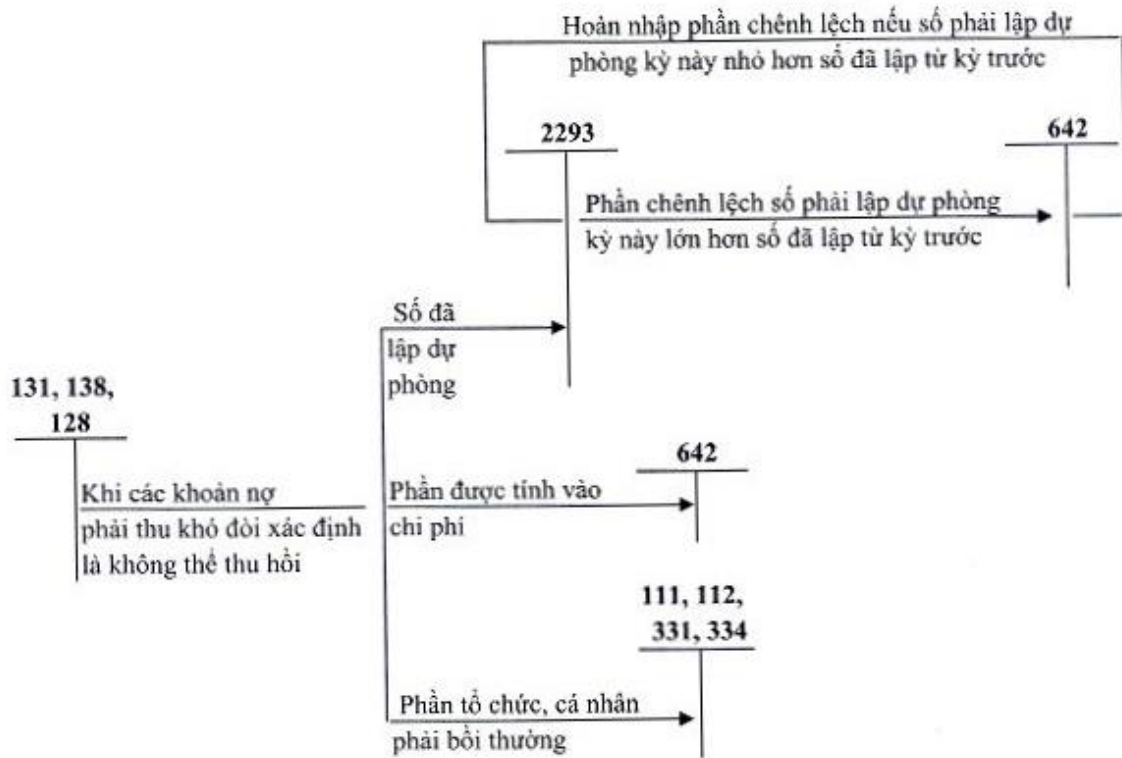 Hoàn nhập phần chênh lệch nếu số phải lập dự
phòng kỳ này nhỏ hơn số đã lập từ kỳ trước
2293
642
Phần chênh lệch số phải lập dự phòng
kỳ này lớn hơn số đã lập từ kỳ trước
Số đã
lập dự
phòng
131, 138,
128
642
Khi các khoản nợ
phải thu khó đòi xác định
là không thể thu hồi
Phần được tính vào
chi phí
111, 112,
331, 334
Phần tổ chức, cá nhân
phải bồi thường